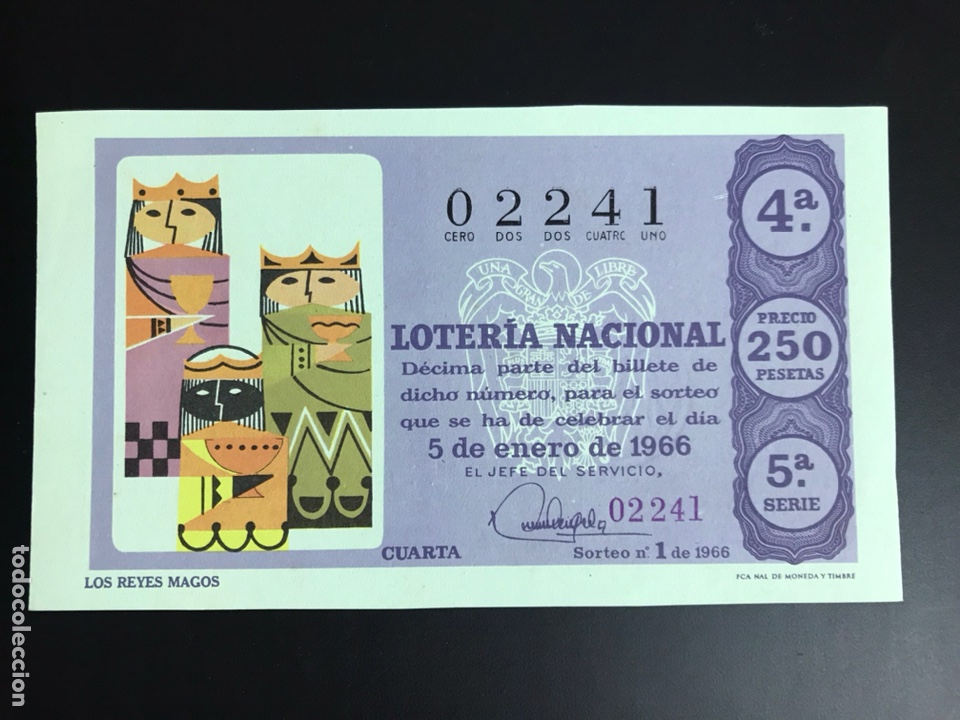 02241
CERO DOS DOS CUATRO UNO
UNA GRANDE LIBRE
LOTERÍA NACIONAL
Décima parte del billete de
dicho número, para el sorteo
que se ha de celebrar el día
5 de enero de 1966
EL JEFE DEL SERVICIO,
02241
CUARTA
Sorteo nº 1 de 1966
4.ª
PRECIO
250
PESETAS
5.ª
SERIE
LOS REYES MAGOS
FCA NAL DE MONEDA Y TIMBRE
todocoleccion